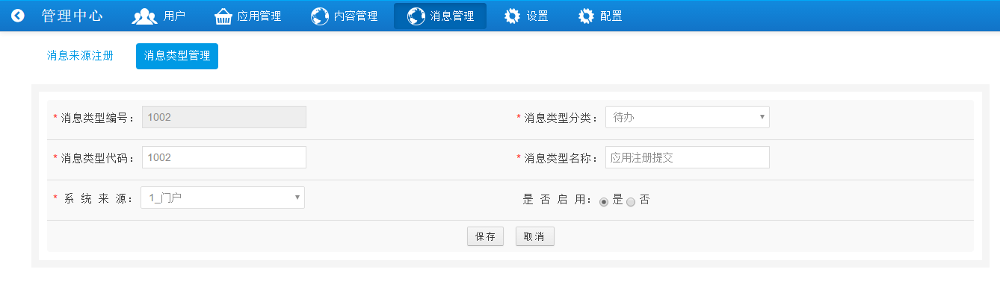 管理中心 用户 应用管理 内容管理 消息管理 设置 配置
消息来源注册 消息类型管理
* 消息类型编号： 1002 * 消息类型分类： 待办
* 消息类型代码： 1002 * 消息类型名称： 应用注册提交
* 系 统 来 源： 1_门户 是 否 启 用： 是 否
保存 取消